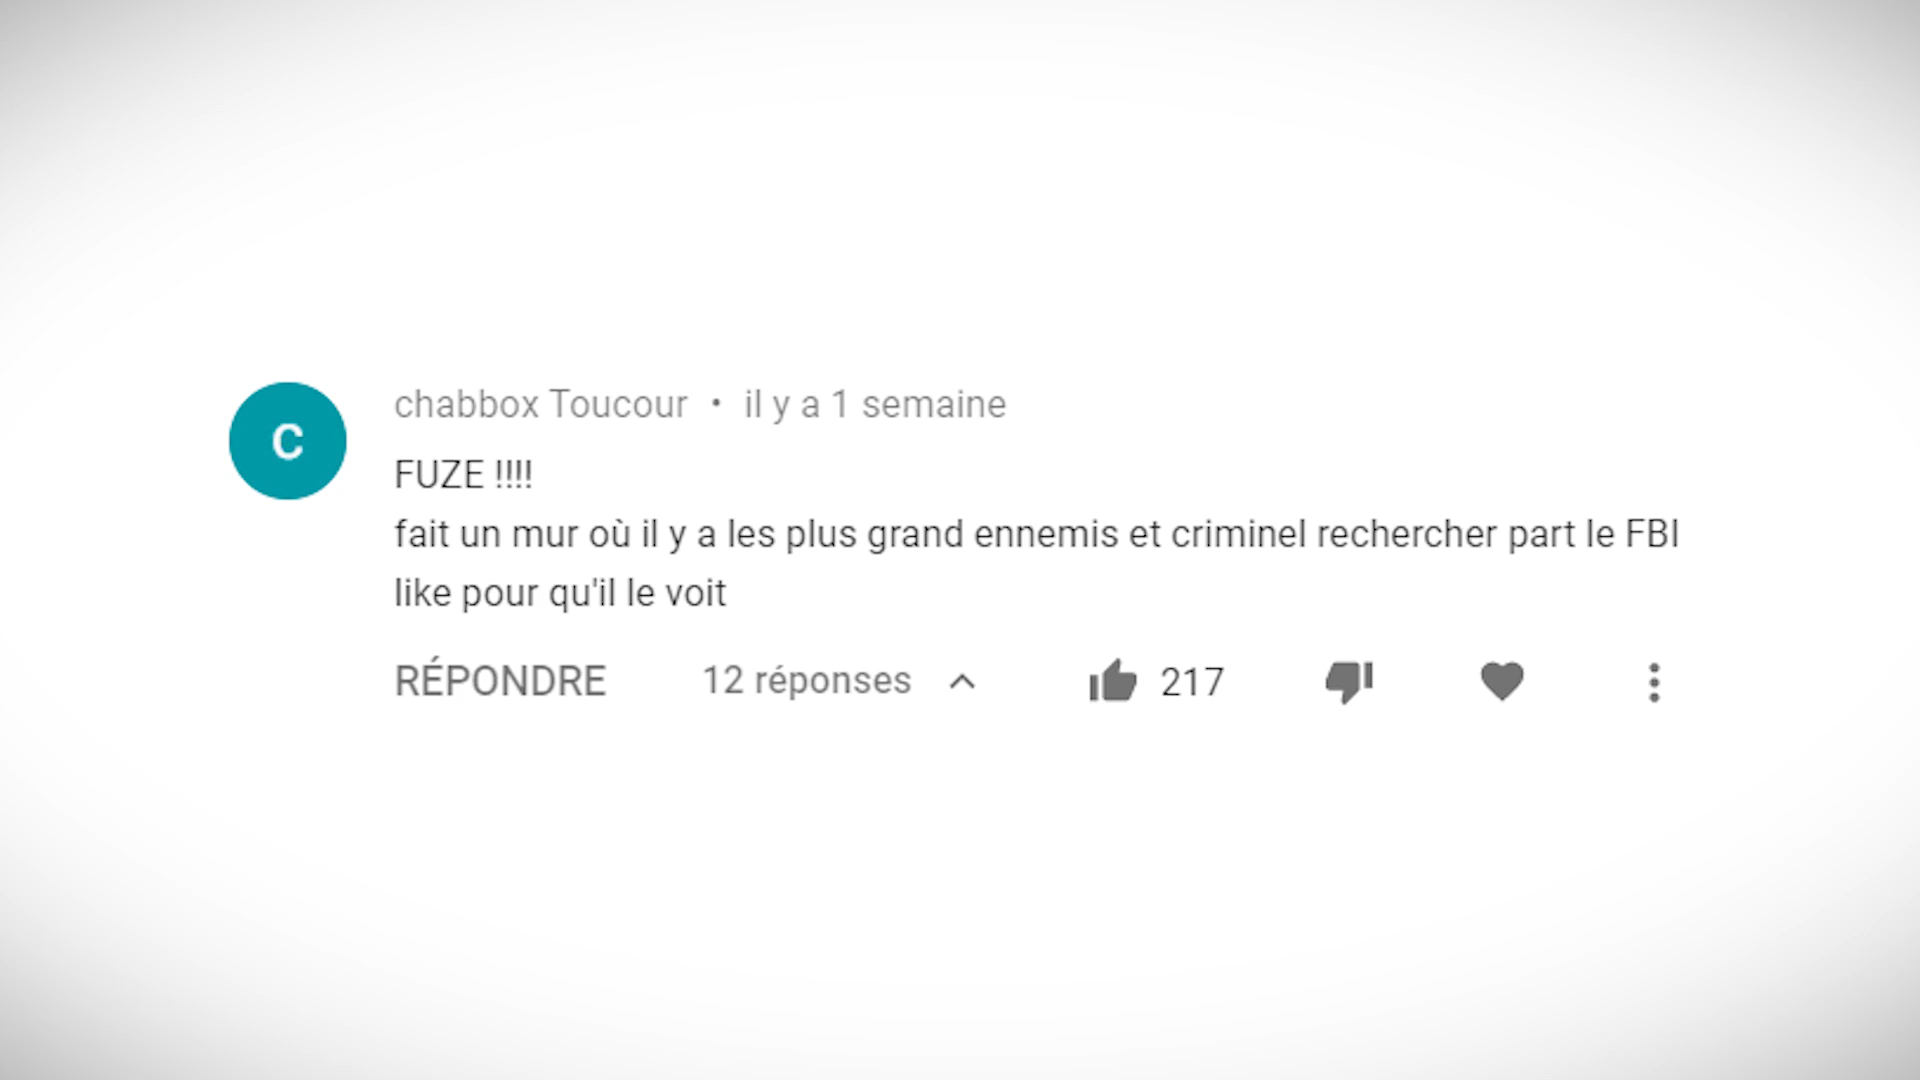 C
chabbox Toucour • il y a 1 semaine
FUZE !!!!
fait un mur où il y a les plus grand ennemis et criminel rechercher part le FBI
like pour qu'il le voit
RÉPONDRE 12 réponses 217